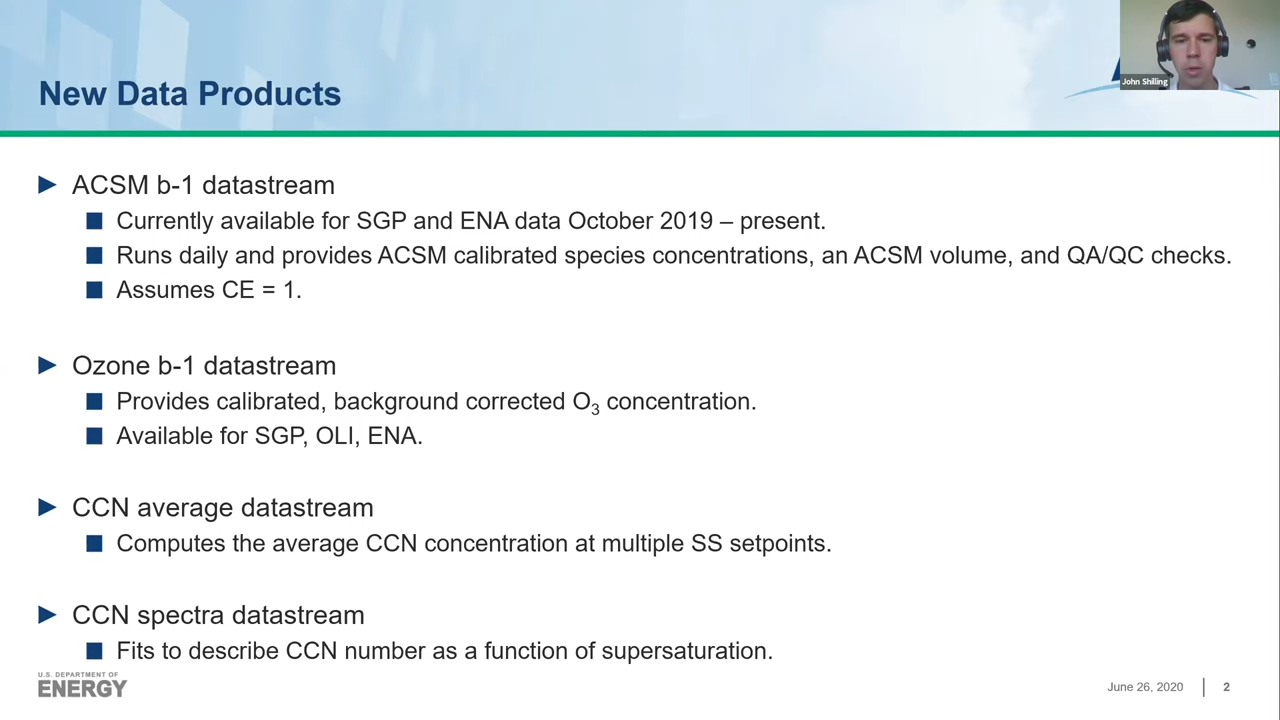 New Data Products
John Shilling
ACSM b-1 datastream
Currently available for SGP and ENA data October 2019 – present.
Runs daily and provides ACSM calibrated species concentrations, an ACSM volume, and QA/QC checks.
Assumes CE = 1.
Ozone b-1 datastream
Provides calibrated, background corrected O₃ concentration.
Available for SGP, OLI, ENA.
CCN average datastream
Computes the average CCN concentration at multiple SS setpoints.
CCN spectra datastream
Fits to describe CCN number as a function of supersaturation.
U.S. DEPARTMENT OF
ENERGY
June 26, 2020 2